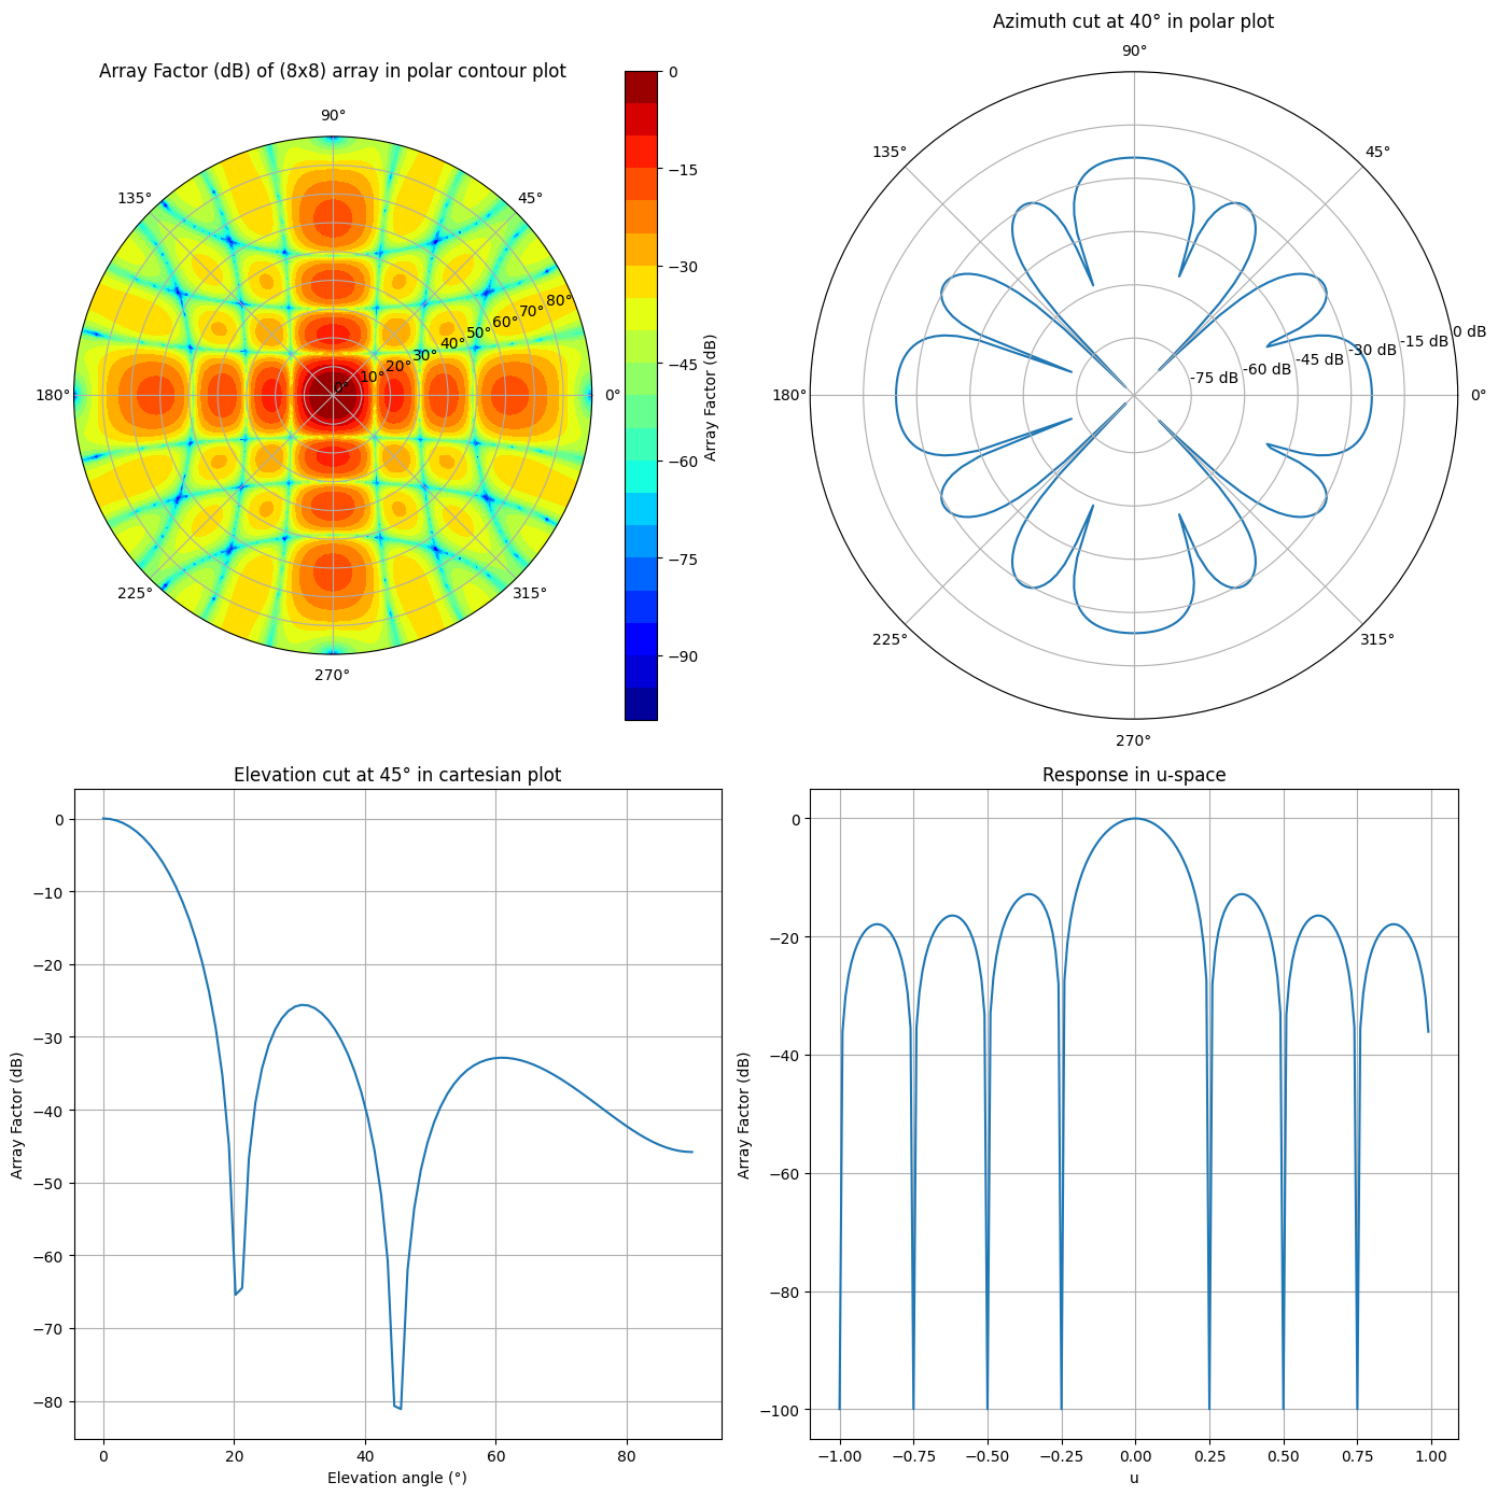 Array Factor (dB) of (8x8) array in polar contour plot
90°
135°
45°
180°
0°
225°
315°
270°
0°
10°
20°
30°
40°
50°
60°
70°
80°
0
−15
−30
−45
−60
−75
−90
Array Factor (dB)
Azimuth cut at 40° in polar plot
90°
135°
45°
180°
0°
225°
315°
270°
-75 dB
-60 dB
-45 dB
-30 dB
-15 dB
0 dB
Elevation cut at 45° in cartesian plot
0
−10
−20
−30
−40
−50
−60
−70
−80
Array Factor (dB)
0 20 40 60 80
Elevation angle (°)
Response in u-space
0
−20
−40
−60
−80
−100
Array Factor (dB)
−1.00 −0.75 −0.50 −0.25 0.00 0.25 0.50 0.75 1.00
u